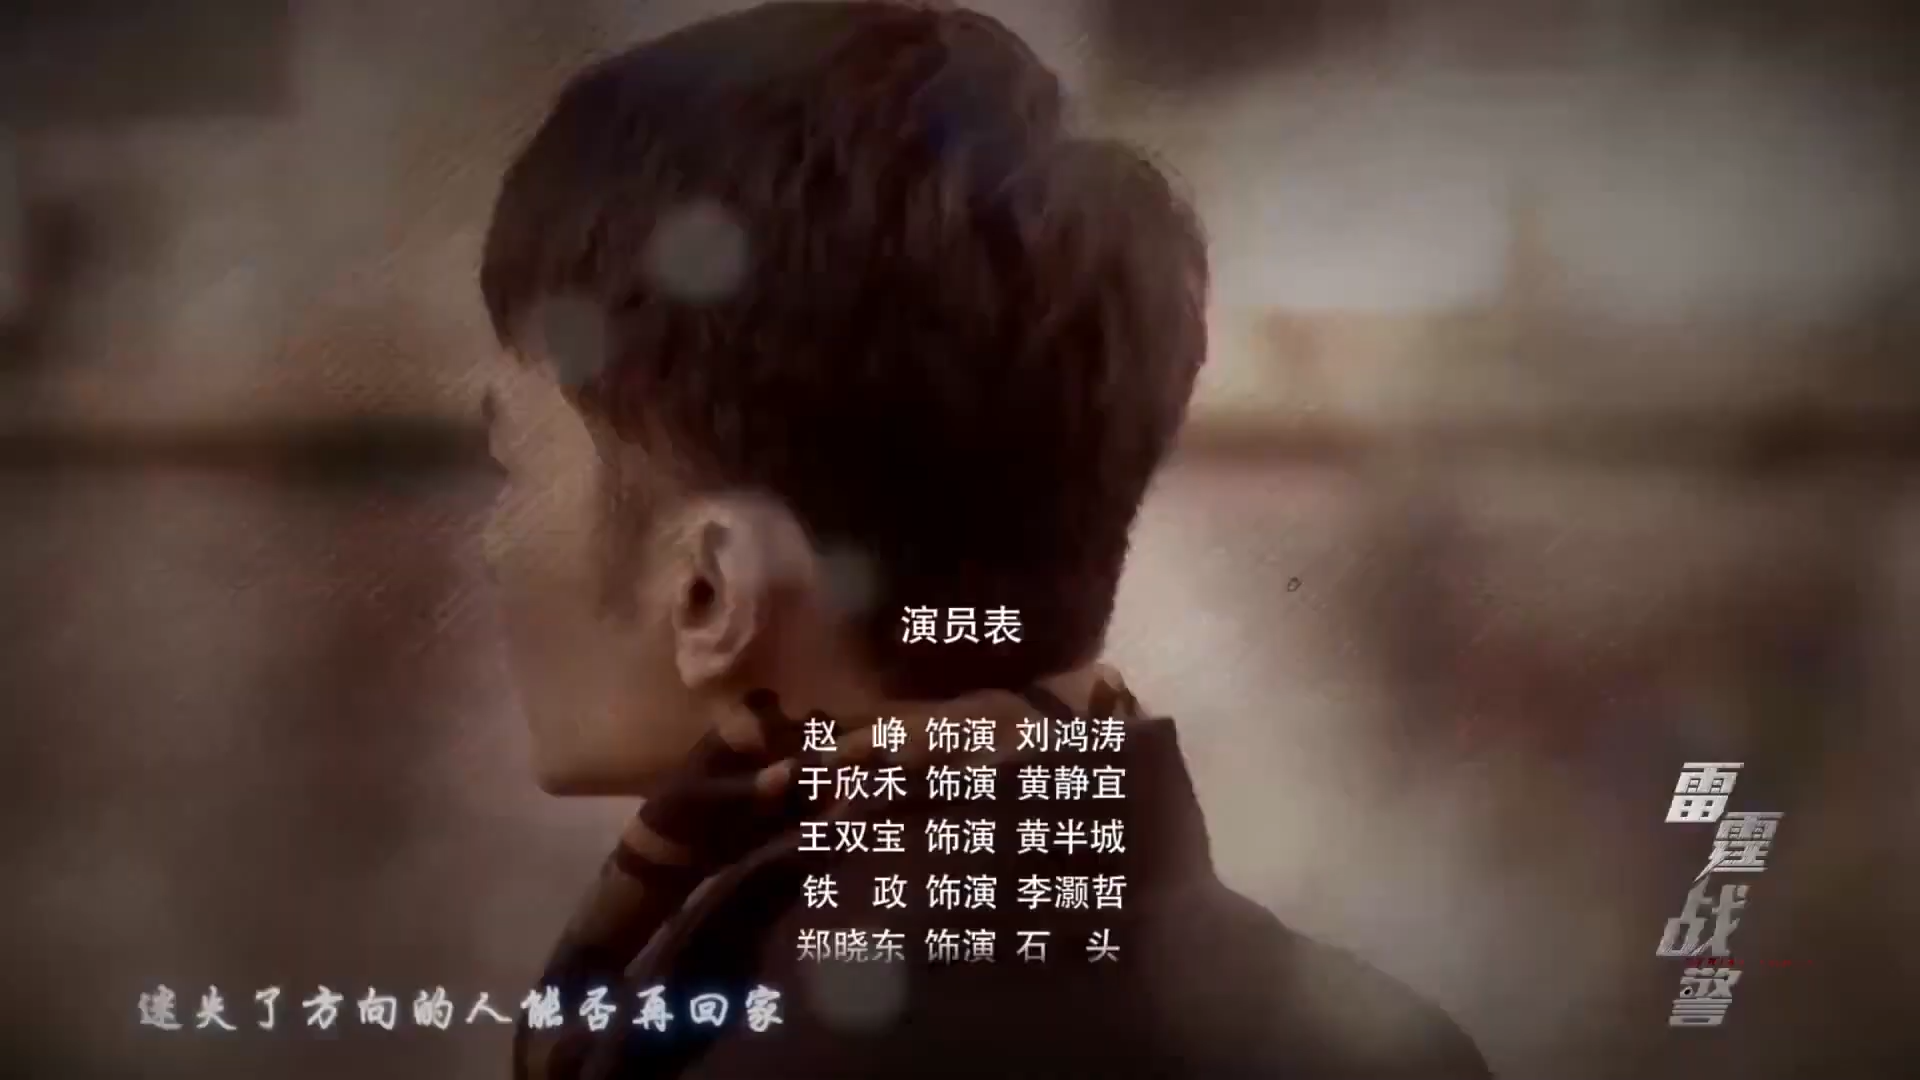 演员表
赵 峥 饰演 刘鸿涛
于欣禾 饰演 黄静宜
王双宝 饰演 黄半城
铁 政 饰演 李灏哲
郑晓东 饰演 石 头
迷失了方向的人能否再回家
雷霆战警